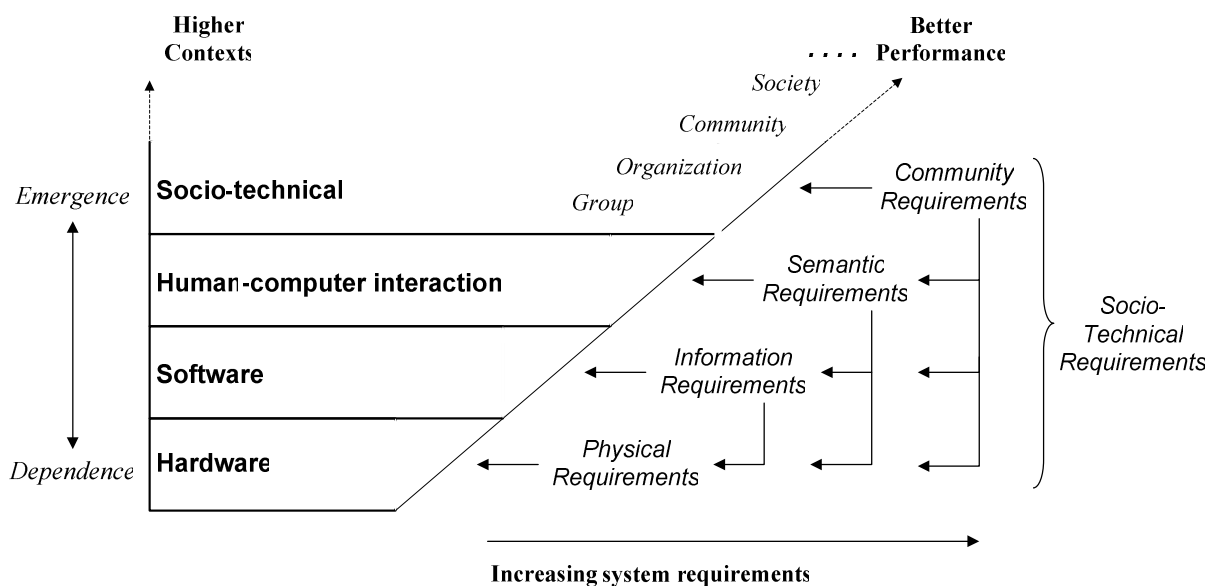 Higher
Contexts
Better
Performance
. . . .
Society
Community
Organization
Group
Emergence
Socio-technical
Community
Requirements
Human-computer interaction
Semantic
Requirements
Socio-
Technical
Requirements
Software
Information
Requirements
Dependence
Hardware
Physical
Requirements
Increasing system requirements